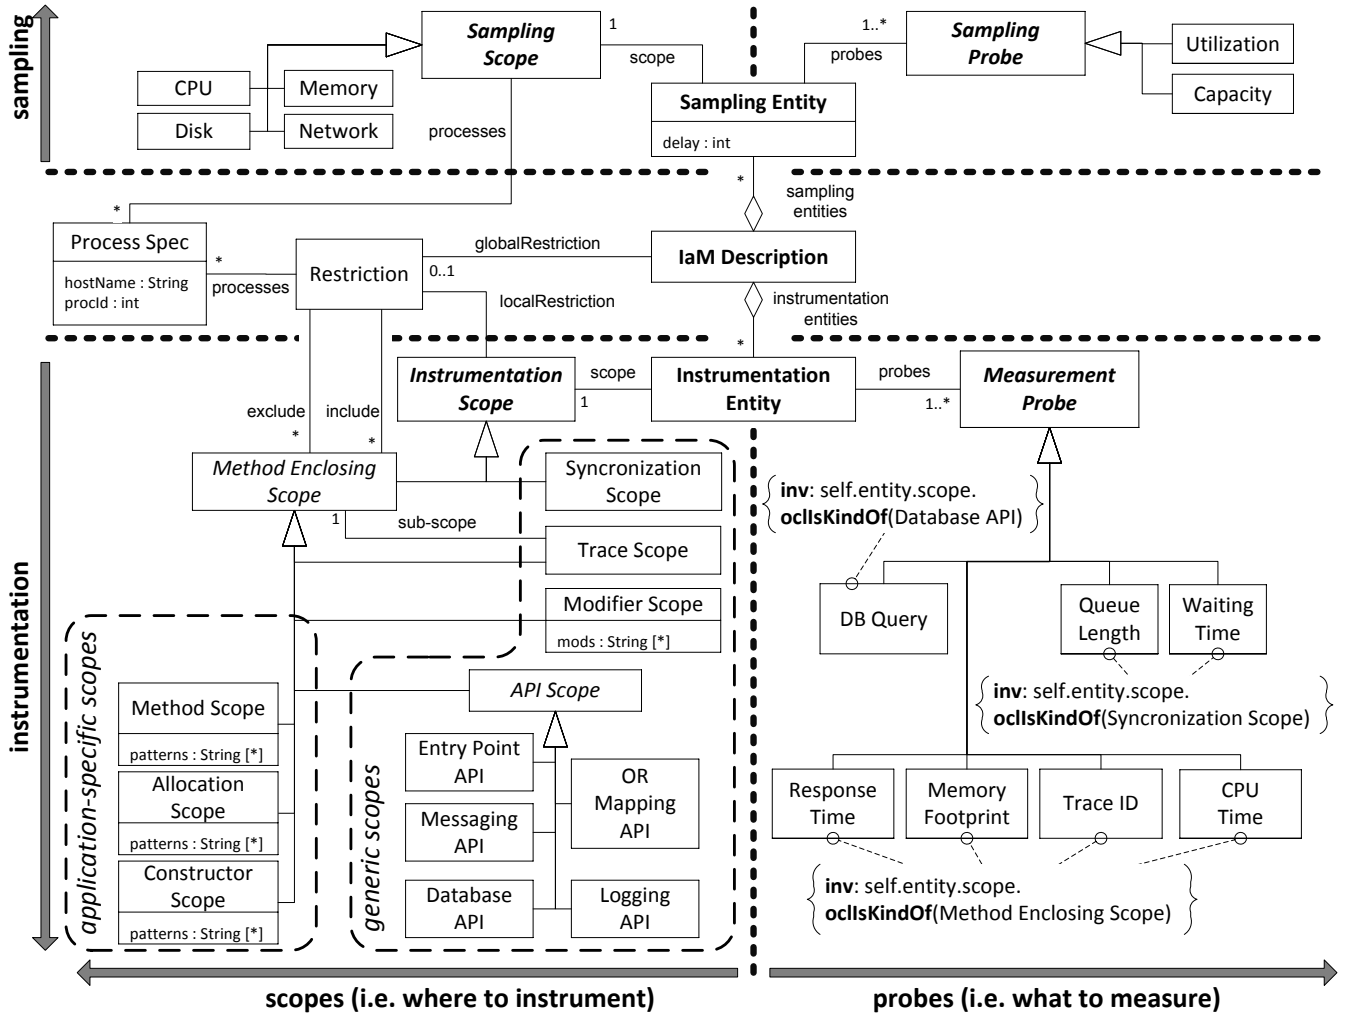 sampling
Sampling
Scope
1
scope
1..*
probes
Sampling
Probe
Utilization
Capacity
CPU
Memory
Disk
Network
processes
Sampling Entity
delay : int
*
sampling
entities
*
Process Spec
hostName : String
procId : int
*
processes
Restriction
globalRestriction
0..1
localRestriction
IaM Description
instrumentation
entities
*
instrumentation
Instrumentation
Scope
scope
1
Instrumentation
Entity
probes
1..*
Measurement
Probe
exclude
*
include
*
Method Enclosing
Scope
1
sub-scope
Syncronization
Scope
Trace Scope
Modifier Scope
mods : String [*]
inv: self.entity.scope.
oclIsKindOf(Database API)
DB Query
Queue
Length
Waiting
Time
inv: self.entity.scope.
oclIsKindOf(Syncronization Scope)
application-specific scopes
Method Scope
patterns : String [*]
Allocation
Scope
patterns : String [*]
Constructor
Scope
patterns : String [*]
generic scopes
API Scope
Entry Point
API
Messaging
API
Database
API
OR
Mapping
API
Logging
API
Response
Time
Memory
Footprint
Trace ID
CPU
Time
inv: self.entity.scope.
oclIsKindOf(Method Enclosing Scope)
scopes (i.e. where to instrument)
probes (i.e. what to measure)